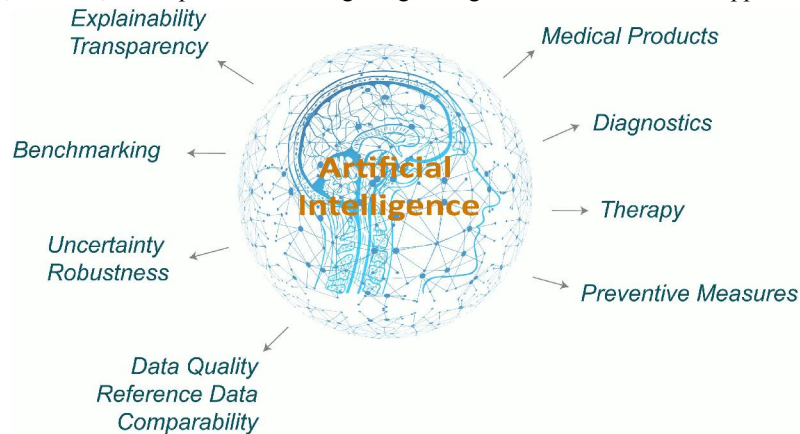 Explainability
Transparency
Medical Products
Benchmarking
Diagnostics
Artificial
Intelligence
Therapy
Uncertainty
Robustness
Preventive Measures
Data Quality
Reference Data
Comparability